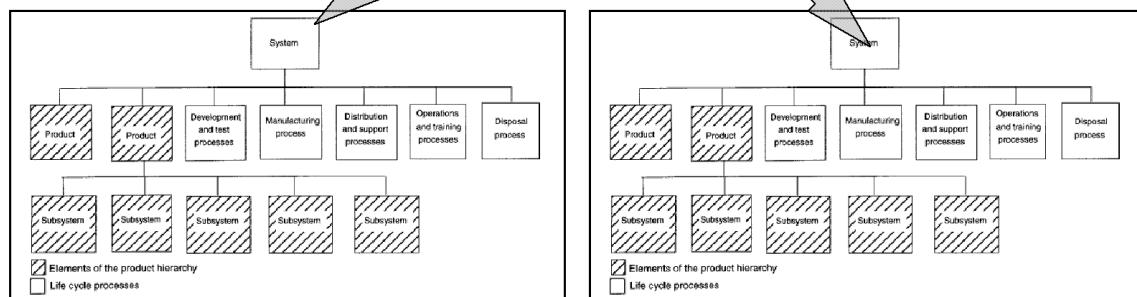 System
Product
Product
Development
and test
processes
Manufacturing
process
Distribution
and support
processes
Operations
and training
processes
Disposal
process
Subsystem
Subsystem
Subsystem
Subsystem
Subsystem
Elements of the product hierarchy
Life cycle processes
System
Product
Product
Development
and test
processes
Manufacturing
process
Distribution
and support
processes
Operations
and training
processes
Disposal
process
Subsystem
Subsystem
Subsystem
Subsystem
Subsystem
Elements of the product hierarchy
Life cycle processes